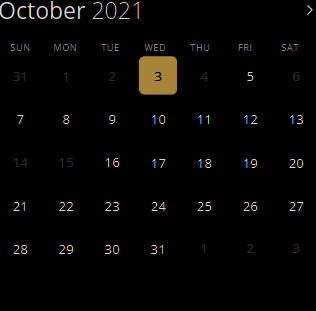 October 2021
SUN MON TUE WED THU FRI SAT
31 1 2 3 4 5 6
7 8 9 10 11 12 13
14 15 16 17 18 19 20
21 22 23 24 25 26 27
28 29 30 31 1 2 3